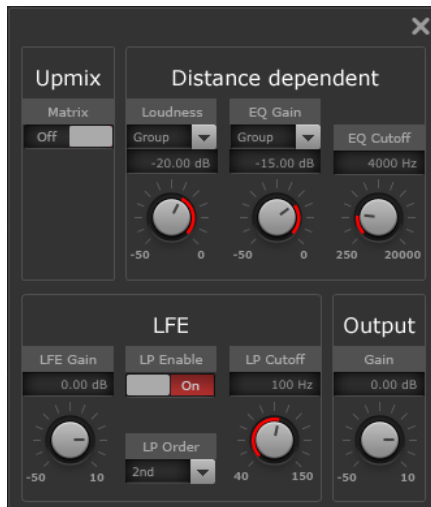 Upmix
Distance dependent
Matrix
Loudness
EQ Gain
Off
Group
Group
EQ Cutoff
-20.00 dB
-15.00 dB
4000 Hz
-50 0
-50 0
250 20000
LFE
Output
LFE Gain
LP Enable
LP Cutoff
Gain
0.00 dB
On
100 Hz
0.00 dB
LP Order
2nd
-50 10
40 150
-50 10